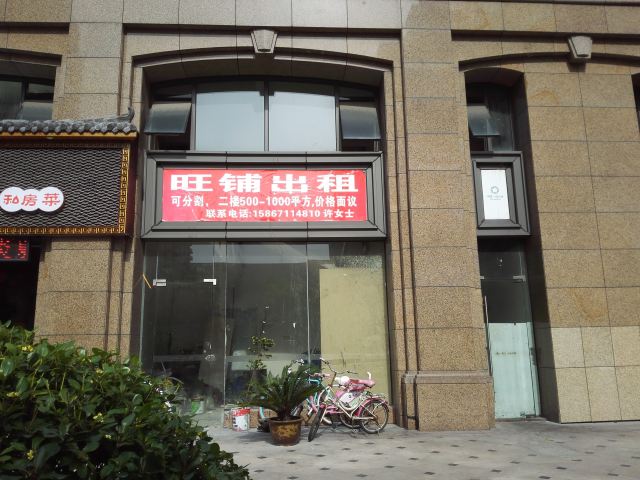 旺铺出租
可分割，二楼500-1000平方,价格面议
联系电话:15867114810 许女士
私房菜